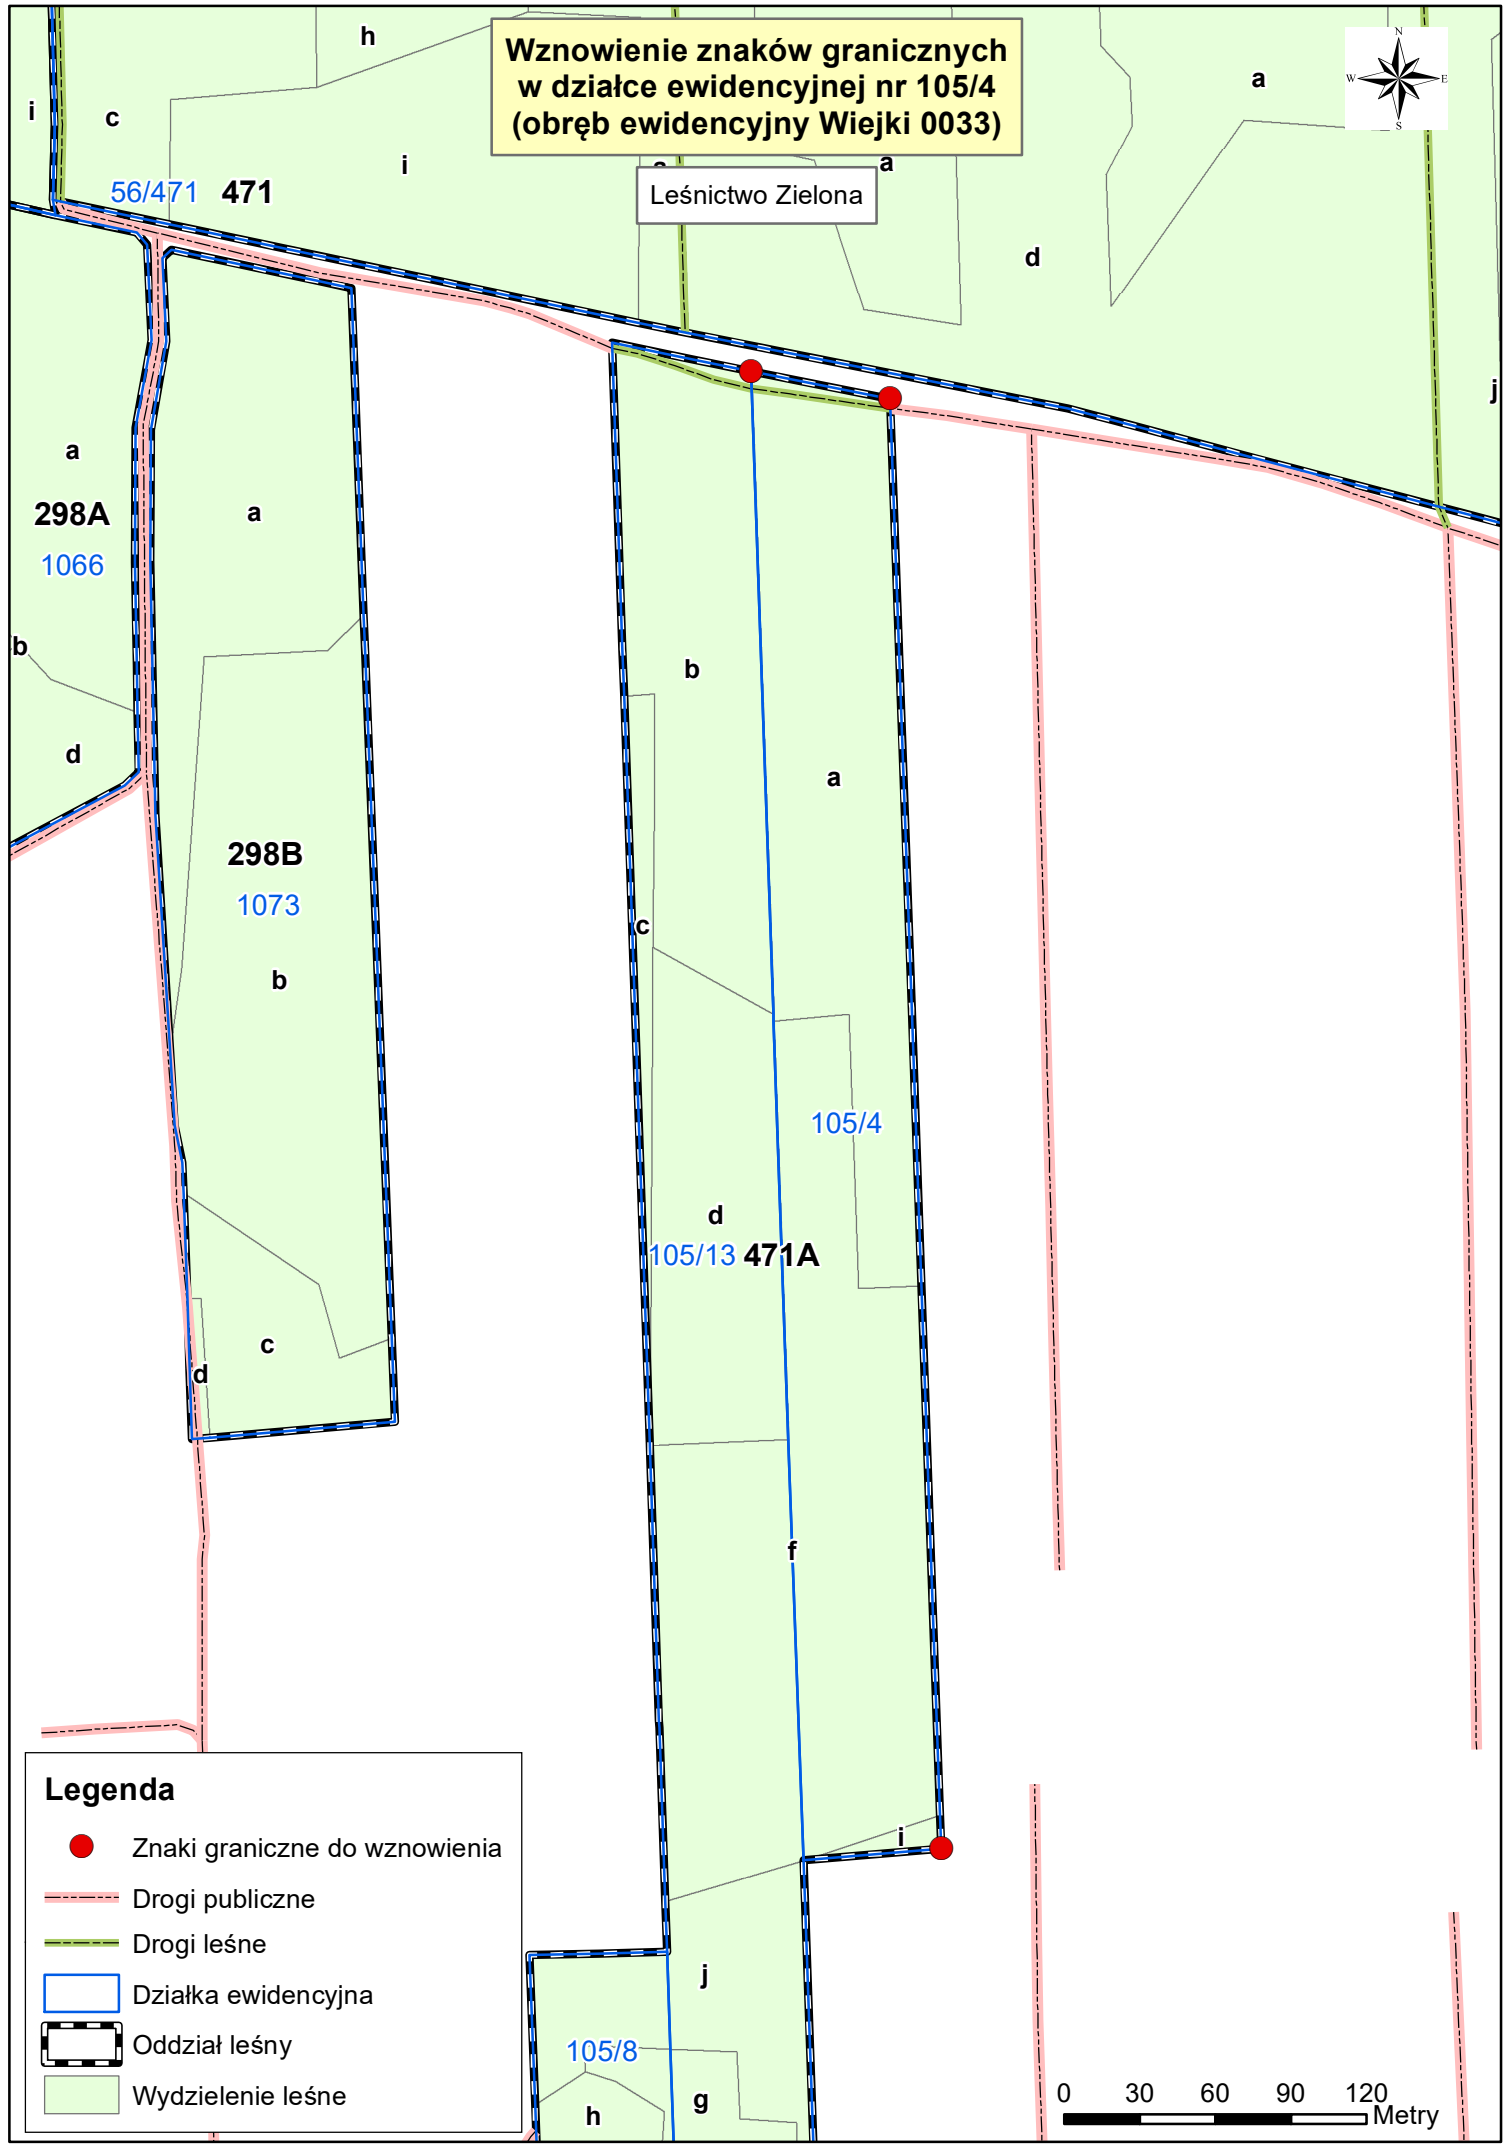 Wznowienie znaków granicznych
w działce ewidencyjnej nr 105/4
(obręb ewidencyjny Wiejki 0033)
Leśnictwo Zielona
N
W E
S
h
i
c
i
a
a
a
56/471 471
d
j
a
298A
1066
a
b
d
b
a
298B
1073
b
c
105/4
d
105/13 471A
c
d
f
i
j
105/8
g
h
Legenda
Znaki graniczne do wznowienia
Drogi publiczne
Drogi leśne
Działka ewidencyjna
Oddział leśny
Wydzielenie leśne
0 30 60 90 120
Metry